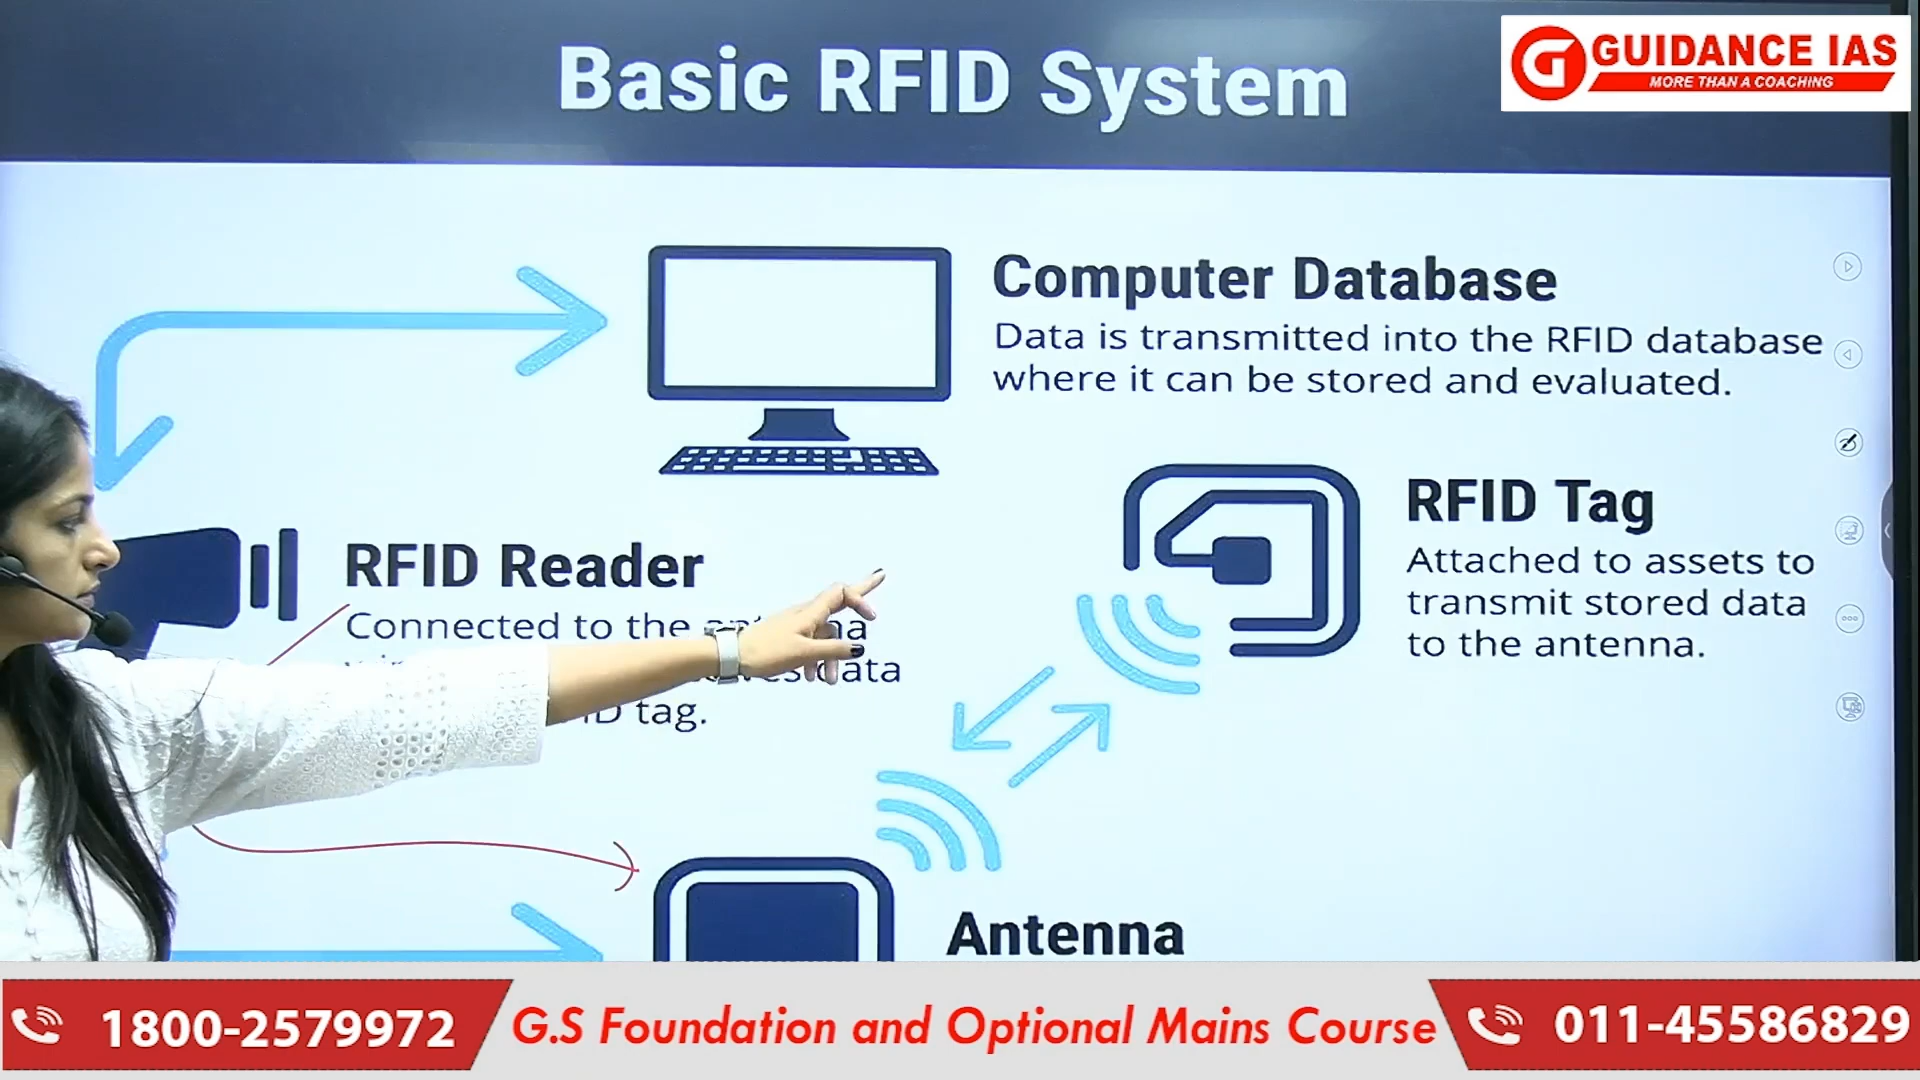 Basic RFID System
GUIDANCE IAS
MORE THAN A COACHING
Computer Database
Data is transmitted into the RFID database
where it can be stored and evaluated.
RFID Tag
Attached to assets to
transmit stored data
to the antenna.
RFID Reader
Connected to the
data
tag.
Antenna
1800-2579972
G.S Foundation and Optional Mains Course
011-45586829